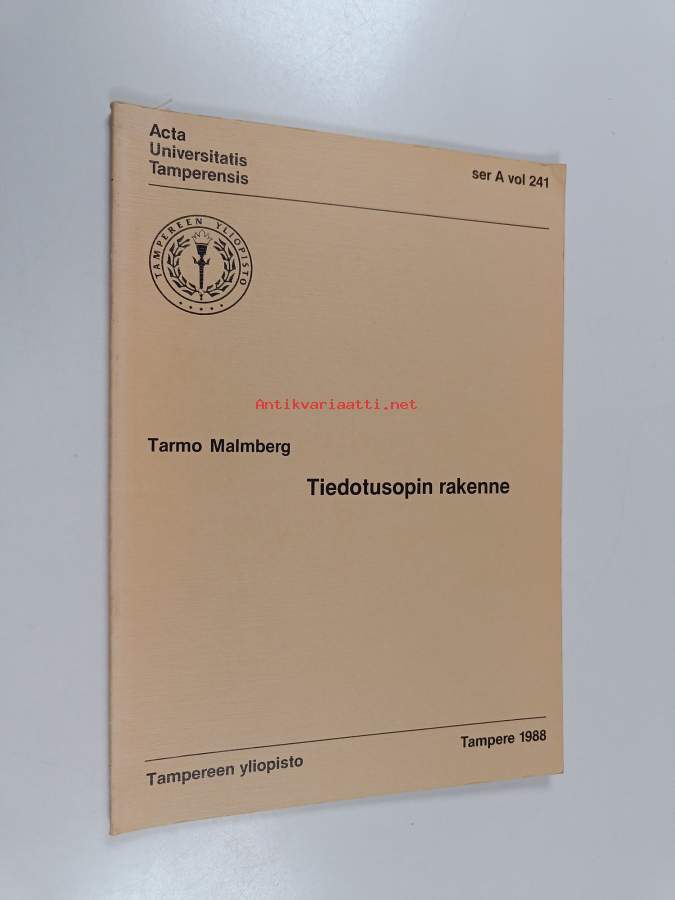 Acta
Universitatis
Tamperensis
ser A vol 241
TAMPEREEN YLIOPISTO
Antikvariaatti.net
Tarmo Malmberg
Tiedotusopin rakenne
Tampere 1988
Tampereen yliopisto